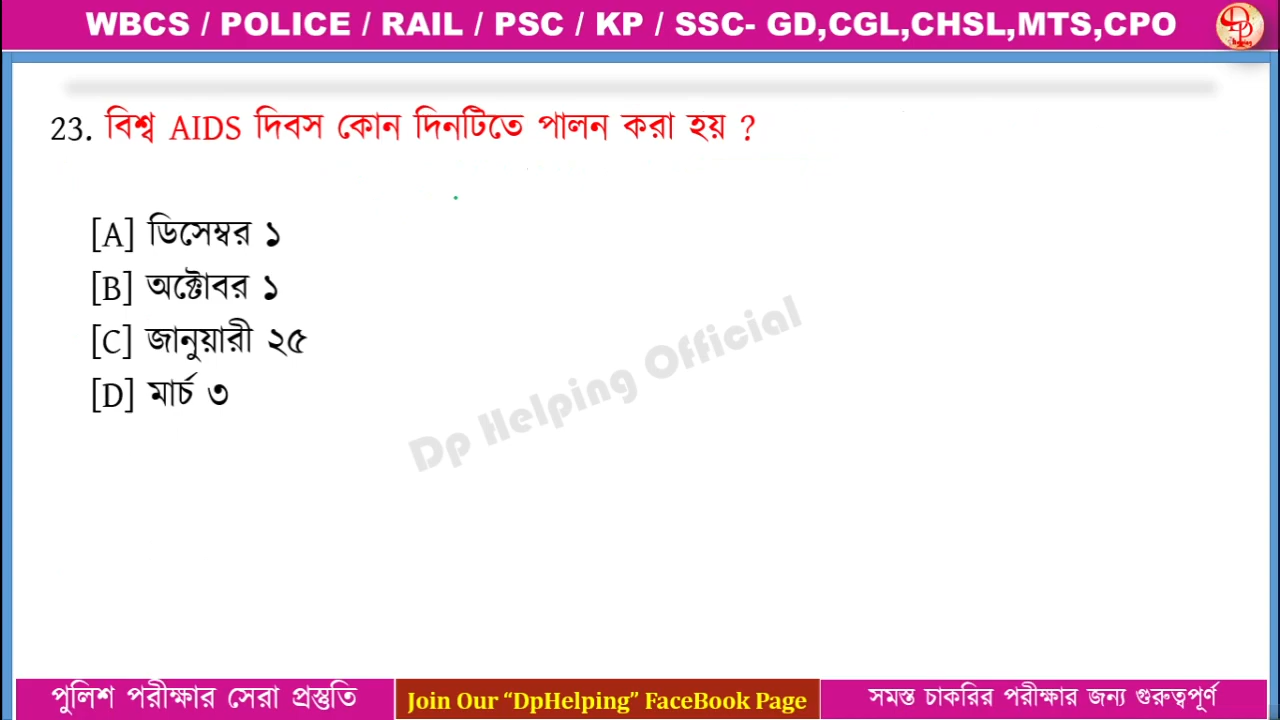 WBCS / POLICE / RAIL / PSC / KP / SSC- GD,CGL,CHSL,MTS,CPO
23. বিশ্ব AIDS দিবস কোন দিনটিতে পালন করা হয় ?
[A] ডিসেম্বর ১
[B] অক্টোবর ১
[C] জানুয়ারী ২৫
[D] মার্চ ৩
Dp Helping Official
পুলিশ পরীক্ষার সেরা প্রস্তুতি
Join Our “DpHelping” FaceBook Page
সমস্ত চাকরির পরীক্ষার জন্য গুরুত্বপূর্ণ